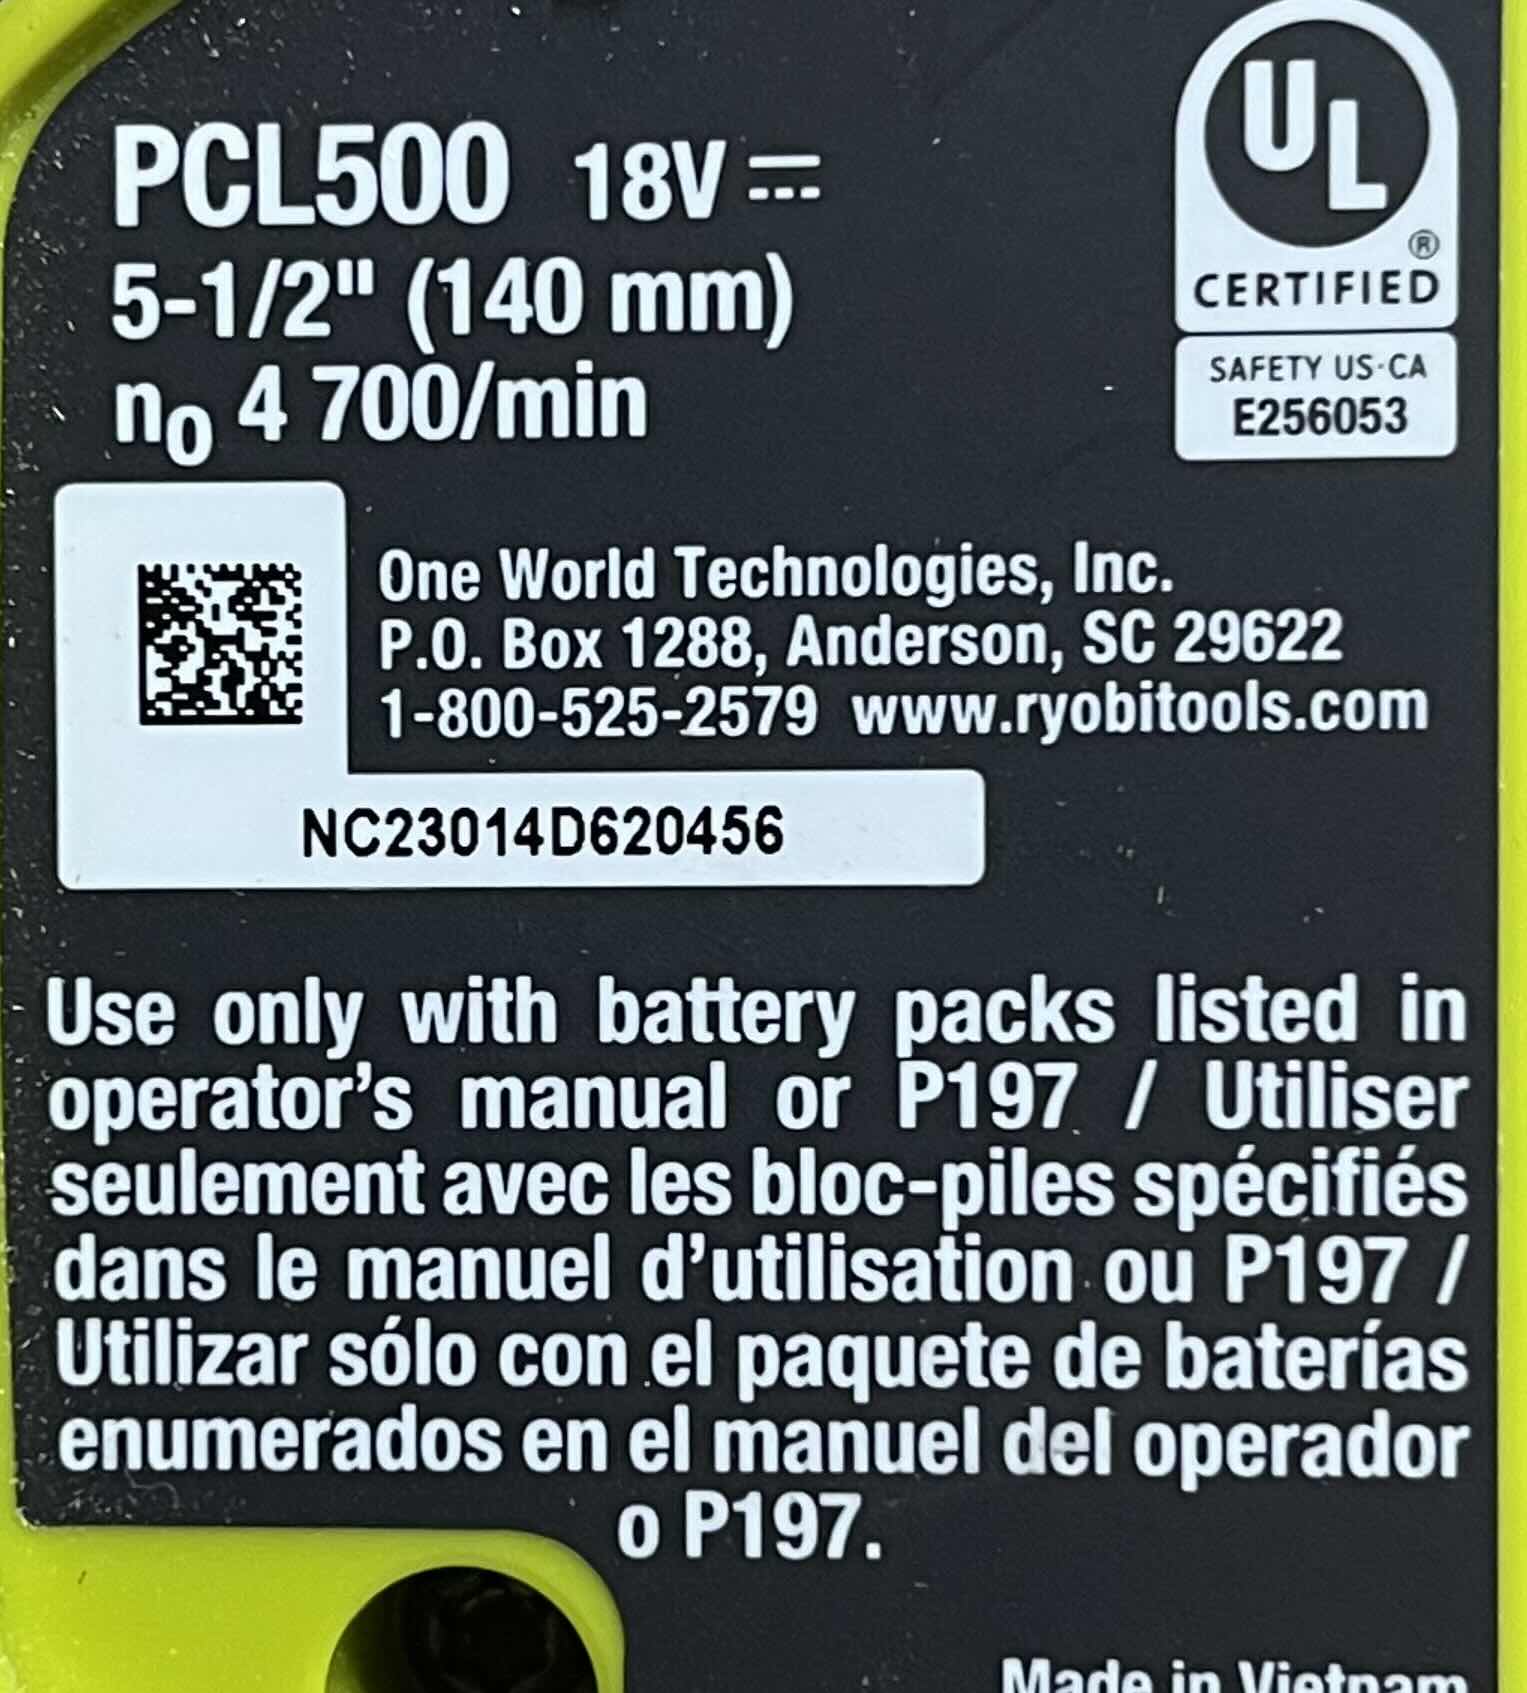 PCL500 18V ⎓
5-1/2" (140 mm)
n₀ 4 700/min
UL
®
CERTIFIED
SAFETY US·CA
E256053
One World Technologies, Inc.
P.O. Box 1288, Anderson, SC 29622
1-800-525-2579 www.ryobitools.com
NC23014D620456
Use only with battery packs listed in
operator’s manual or P197 / Utiliser
seulement avec les bloc-piles spécifiés
dans le manuel d’utilisation ou P197 /
Utilizar sólo con el paquete de baterías
enumerados en el manuel del operador
o P197.
Made in Vietnam